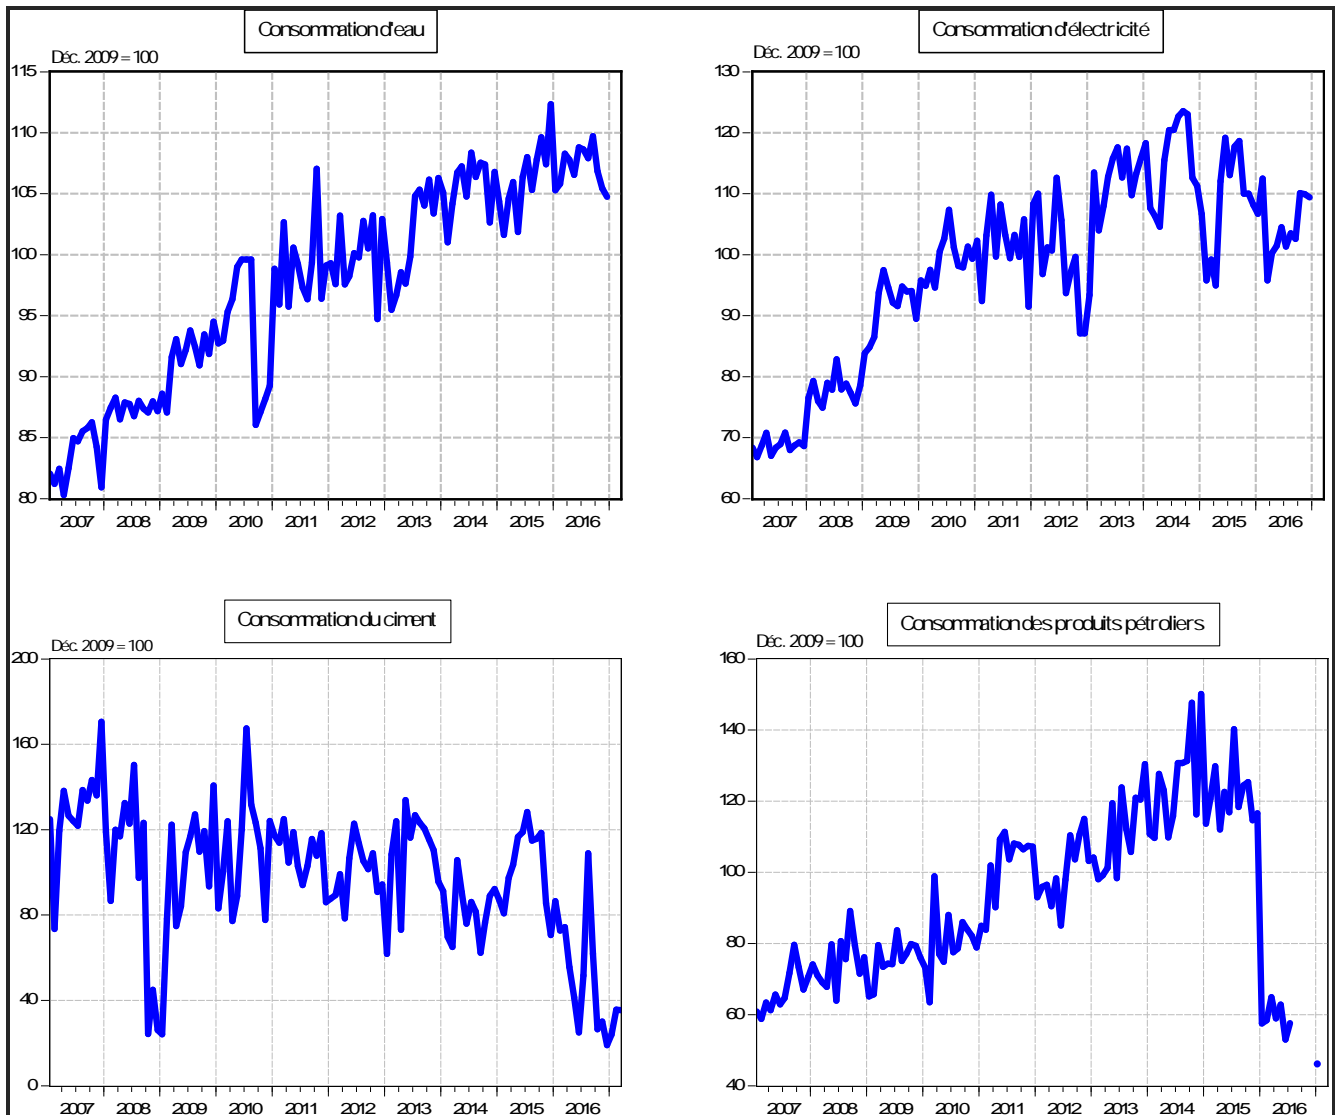 Consommation d'eau
Déc. 2009 = 100
115
110
105
100
95
90
85
80
2007 2008 2009 2010 2011 2012 2013 2014 2015 2016
Consommation d'électricité
Déc. 2009 = 100
130
120
110
100
90
80
70
60
2007 2008 2009 2010 2011 2012 2013 2014 2015 2016
Consommation du ciment
Déc. 2009 = 100
200
160
120
80
40
0
2007 2008 2009 2010 2011 2012 2013 2014 2015 2016
Consommation des produits pétroliers
Déc. 2009 = 100
160
140
120
100
80
60
40
2007 2008 2009 2010 2011 2012 2013 2014 2015 2016